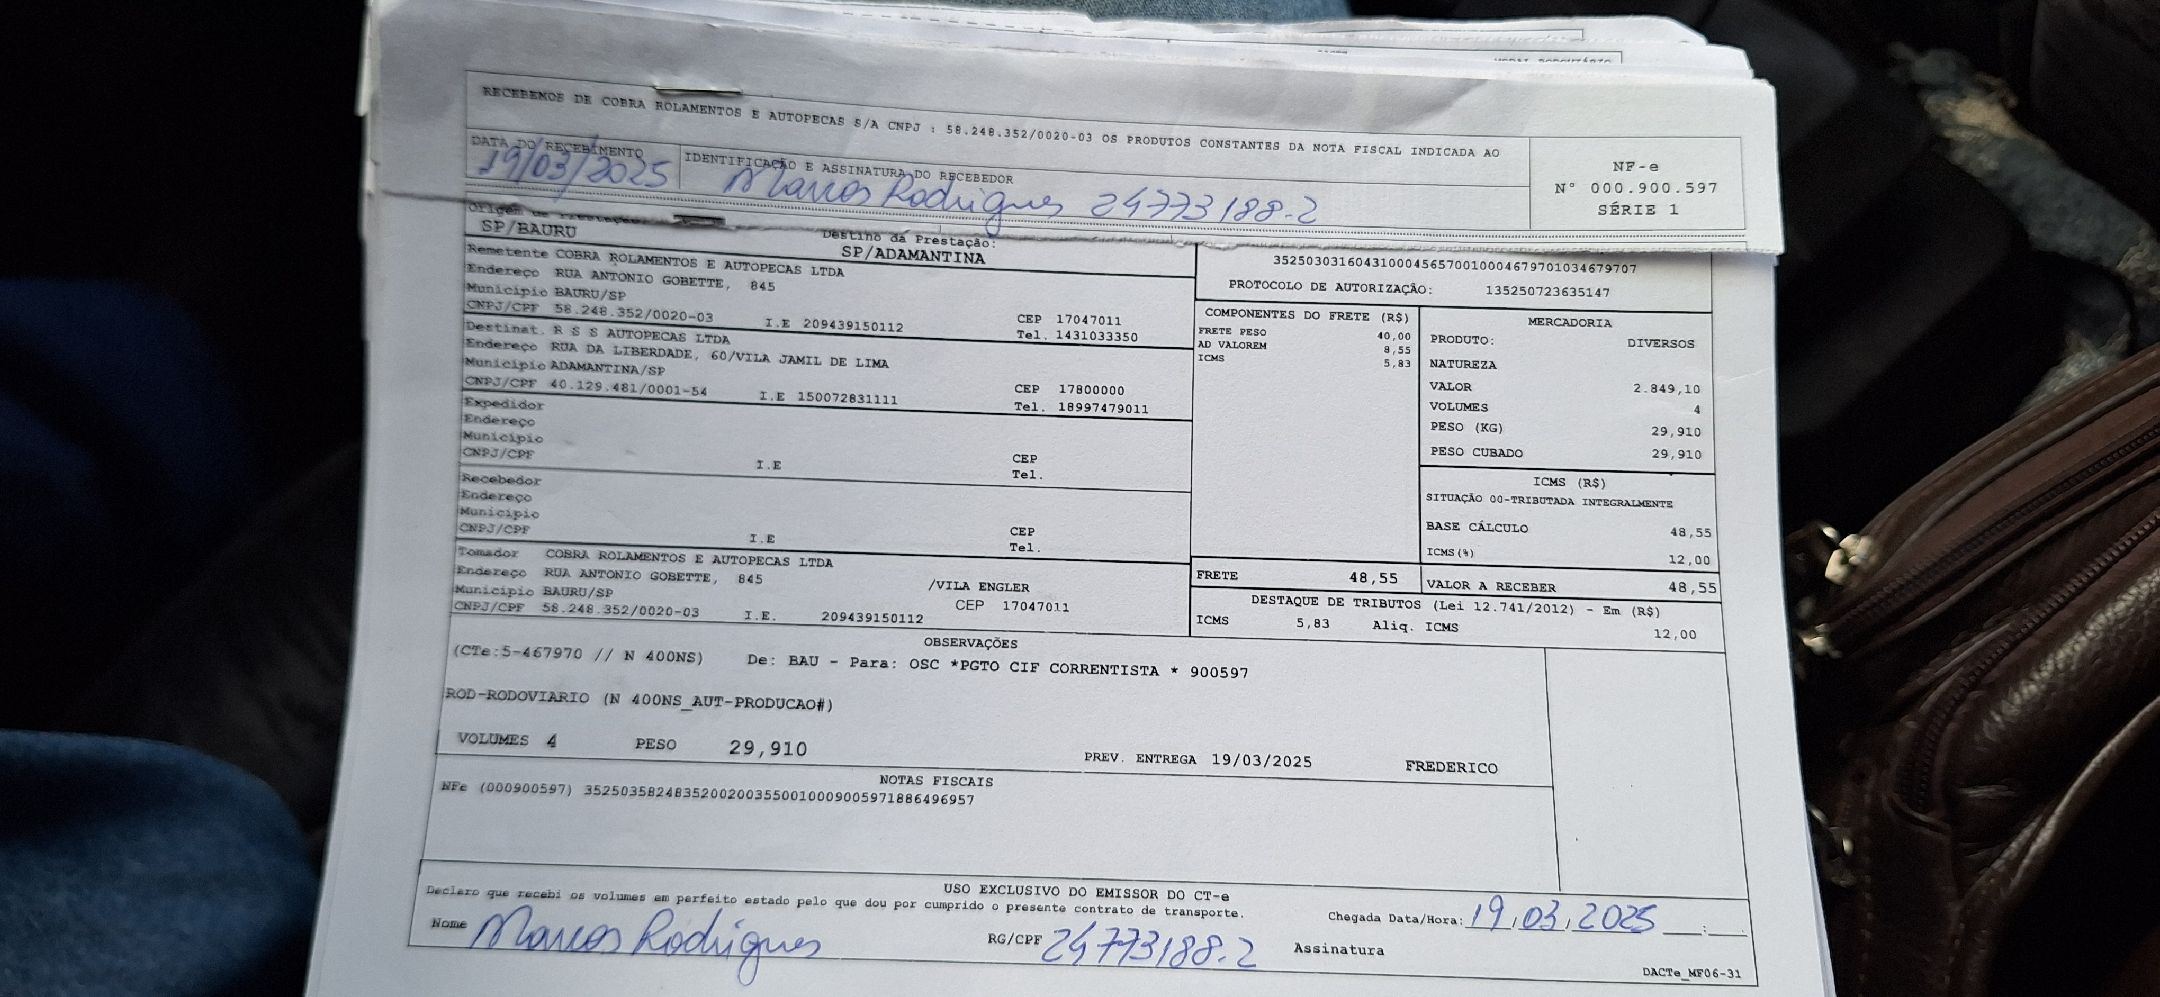 RECEBEMOS DE COBRA ROLAMENTOS E AUTOPECAS S/A CNPJ : 58.248.352/0020-03 OS PRODUTOS CONSTANTES DA NOTA FISCAL INDICADA AO
DATA DO RECEBIMENTO IDENTIFICAÇÃO E ASSINATURA DO RECEBEDOR
19/03/2025 Marcos Rodrigues 24773188-2
NF-e
N° 000.900.597
SÉRIE 1
Destino da Prestação:
SP/BAURU SP/ADAMANTINA
Remetente COBRA ROLAMENTOS E AUTOPECAS LTDA
Endereço RUA ANTONIO GOBETTE, 845
Município BAURU/SP CEP 17047011
CNPJ/CPF 58.248.352/0020-03 I.E 209439150112 Tel. 1431033350
Destinat. R S S AUTOPECAS LTDA
Endereço RUA DA LIBERDADE, 60/VILA JAMIL DE LIMA
Município ADAMANTINA/SP CEP 17800000
CNPJ/CPF 40.129.481/0001-54 I.E 150072831111 Tel. 18997479011
Expedidor
Endereço
Município CEP
CNPJ/CPF I.E Tel.
Recebedor
Endereço
Município CEP
CNPJ/CPF I.E Tel.
Tomador COBRA ROLAMENTOS E AUTOPECAS LTDA
Endereço RUA ANTONIO GOBETTE, 845 /VILA ENGLER
Município BAURU/SP CEP 17047011
CNPJ/CPF 58.248.352/0020-03 I.E. 209439150112
35250303160431000456570010004679701034679707
PROTOCOLO DE AUTORIZAÇÃO: 135250723635147
COMPONENTES DO FRETE (R$)
FRETE PESO 40,00
AD VALOREM 8,55
ICMS 5,83
MERCADORIA
PRODUTO: DIVERSOS
NATUREZA
VALOR 2.849,10
VOLUMES 4
PESO (KG) 29,910
PESO CUBADO 29,910
ICMS (R$)
SITUAÇÃO 00-TRIBUTADA INTEGRALMENTE
BASE CÁLCULO 48,55
ICMS(%) 12,00
FRETE 48,55 VALOR A RECEBER 48,55
DESTAQUE DE TRIBUTOS (Lei 12.741/2012) - Em (R$)
ICMS 5,83 Aliq. ICMS 12,00
OBSERVAÇÕES
(CTe:5-467970 // N 400NS) De: BAU - Para: OSC *PGTO CIF CORRENTISTA * 900597
ROD-RODOVIARIO (N 400NS_AUT-PRODUCAO#)
VOLUMES 4 PESO 29,910 PREV. ENTREGA 19/03/2025 FREDERICO
NOTAS FISCAIS
NFe (000900597) 35250358248352002003550010009005971886496957
USO EXCLUSIVO DO EMISSOR DO CT-e
Declaro que recebi os volumes em perfeito estado pelo que dou por cumprido o presente contrato de transporte.
Chegada Data/Hora: 19/03/2025 __:__
Nome Marcos Rodrigues RG/CPF 24773188-2 Assinatura
DACTe_MF06-31